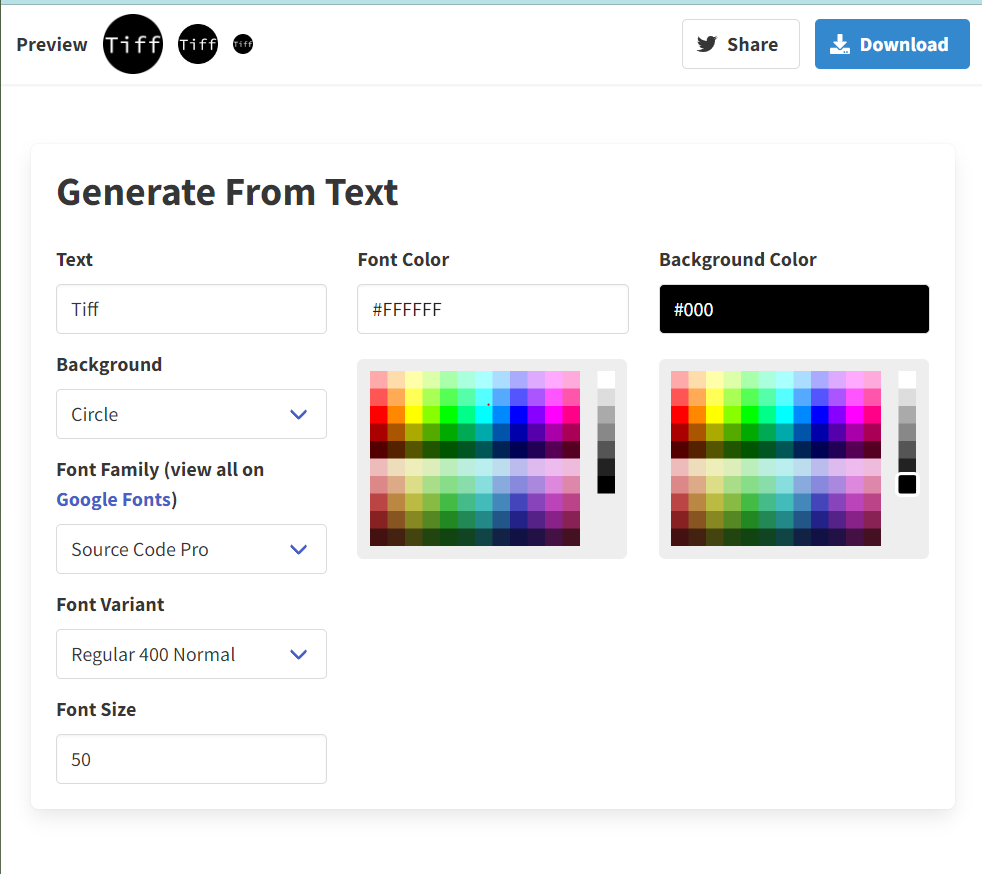 Preview Tiff Tiff Tiff Share Download
Generate From Text
Text Font Color Background Color
Tiff #FFFFFF #000
Background
Circle
Font Family (view all on
Google Fonts)
Source Code Pro
Font Variant
Regular 400 Normal
Font Size
50